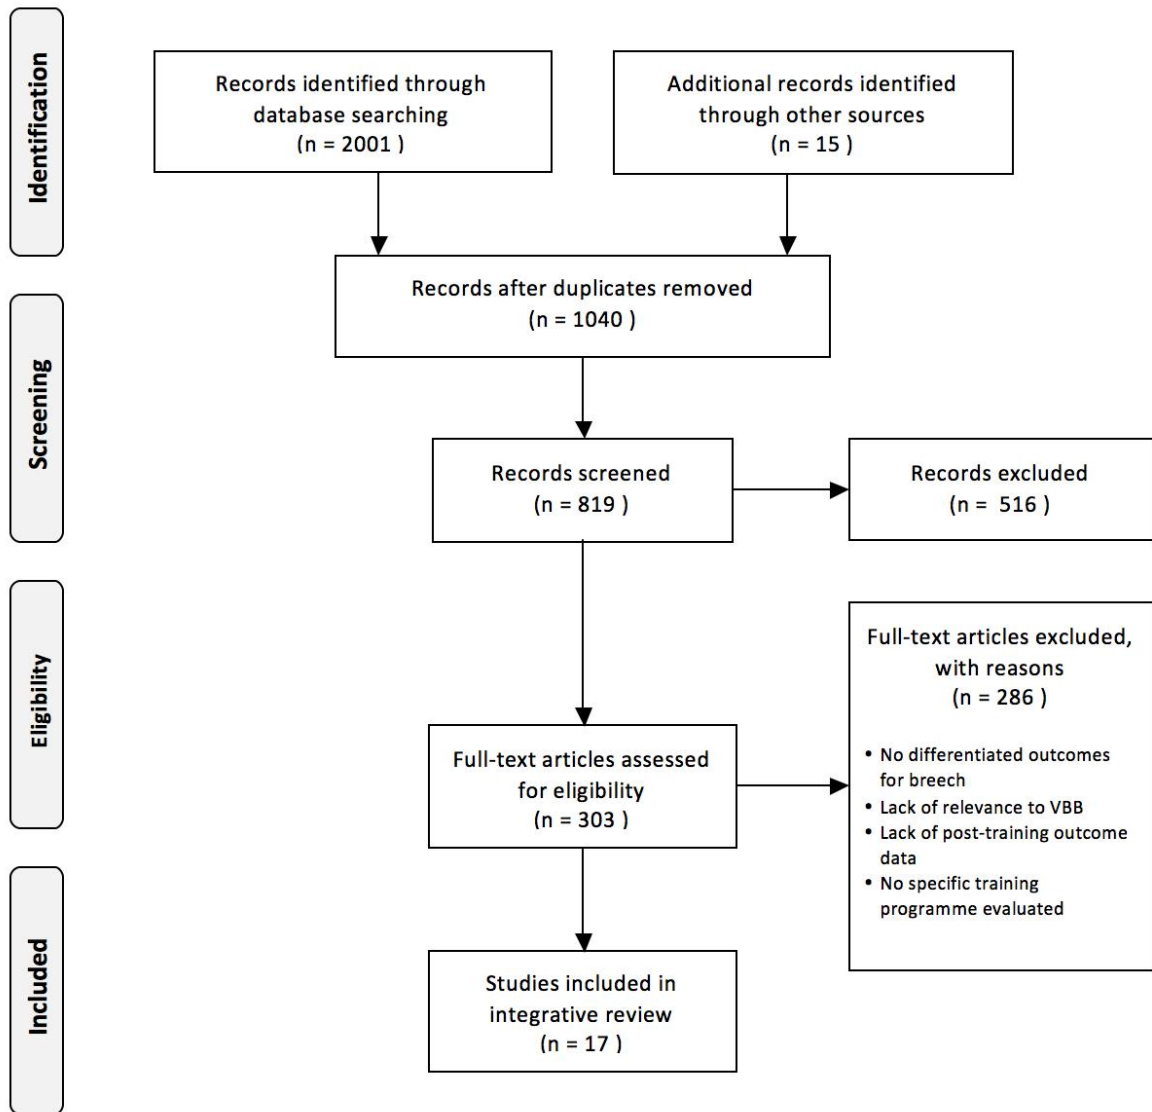 Identification
Records identified through
database searching
(n = 2001 )
Additional records identified
through other sources
(n = 15 )
Records after duplicates removed
(n = 1040 )
Screening
Records screened
(n = 819 )
Records excluded
(n = 516 )
Eligibility
Full-text articles assessed
for eligibility
(n = 303 )
Full-text articles excluded,
with reasons
(n = 286 )
• No differentiated outcomes
for breech
• Lack of relevance to VBB
• Lack of post-training outcome
data
• No specific training
programme evaluated
Included
Studies included in
integrative review
(n = 17 )